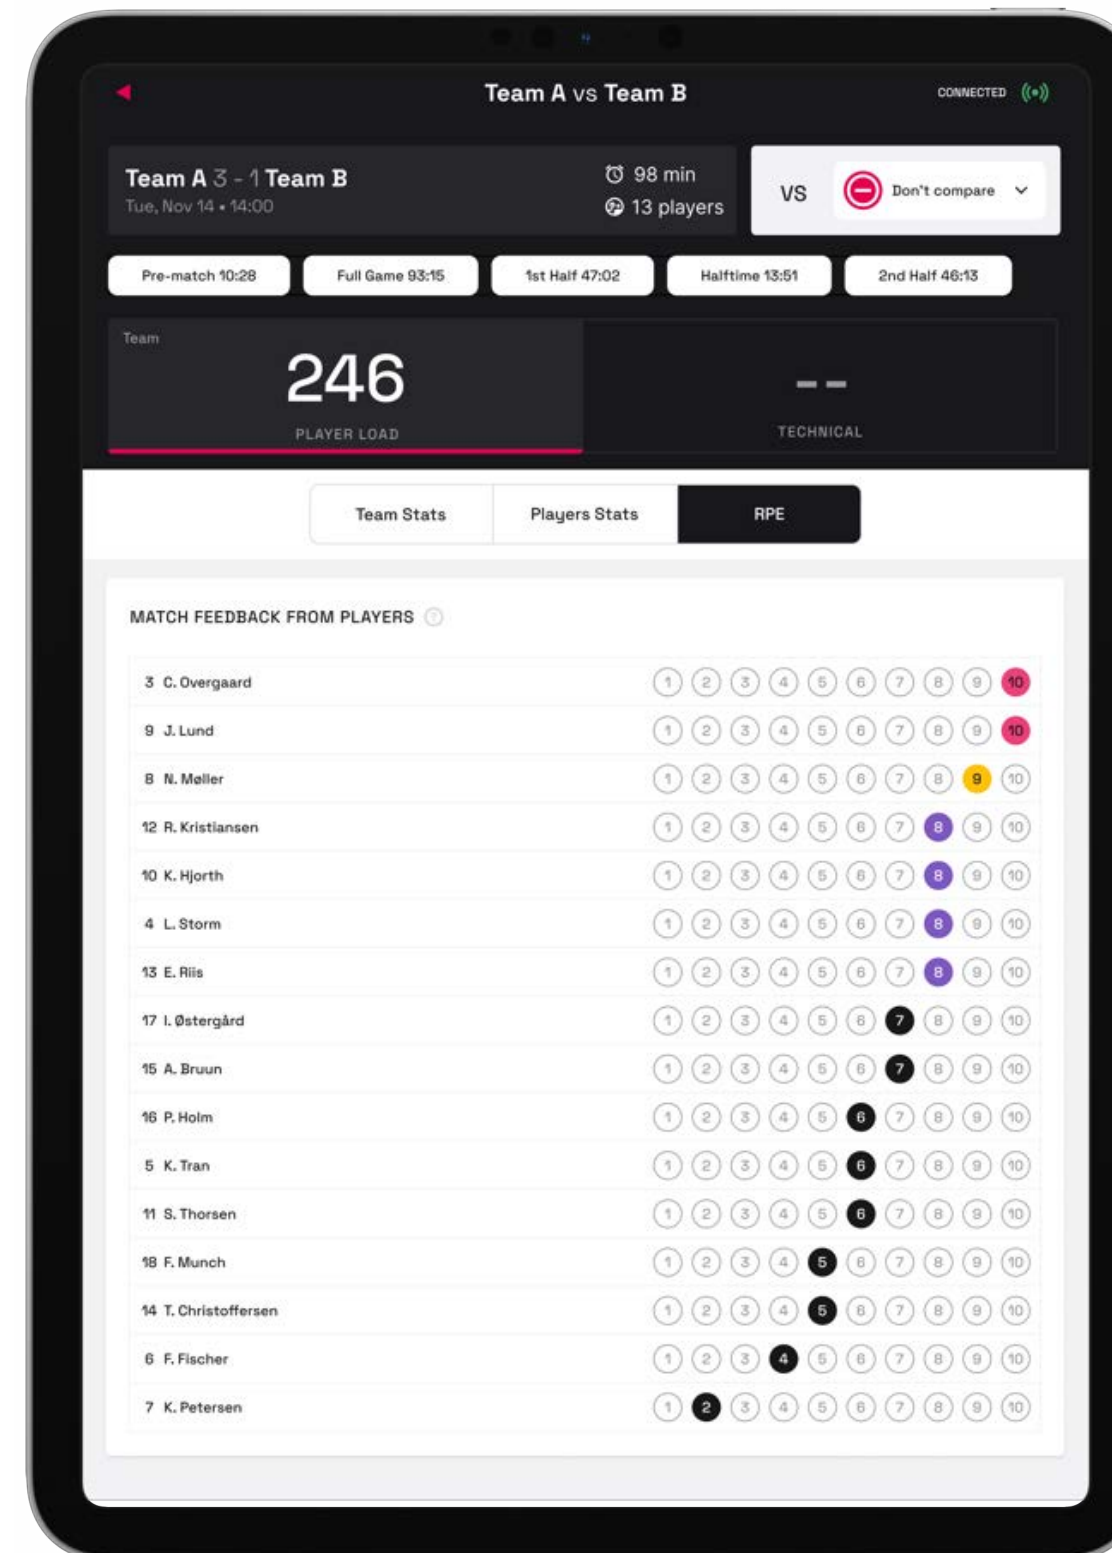 Team A vs Team B
CONNECTED
Team A 3 - 1 Team B
Tue, Nov 14 • 14:00
98 min
13 players
VS
Don't compare
Pre-match 10:28
Full Game 93:15
1st Half 47:02
Halftime 13:51
2nd Half 46:13
Team
246
PLAYER LOAD
--
TECHNICAL
Team Stats
Players Stats
RPE
MATCH FEEDBACK FROM PLAYERS ?
3 C. Overgaard 1 2 3 4 5 6 7 8 9 10
9 J. Lund 1 2 3 4 5 6 7 8 9 10
8 N. Møller 1 2 3 4 5 6 7 8 9 10
12 R. Kristiansen 1 2 3 4 5 6 7 8 9 10
10 K. Hjorth 1 2 3 4 5 6 7 8 9 10
4 L. Storm 1 2 3 4 5 6 7 8 9 10
13 E. Riis 1 2 3 4 5 6 7 8 9 10
17 I. Østergård 1 2 3 4 5 6 7 8 9 10
15 A. Bruun 1 2 3 4 5 6 7 8 9 10
16 P. Holm 1 2 3 4 5 6 7 8 9 10
5 K. Tran 1 2 3 4 5 6 7 8 9 10
11 S. Thorsen 1 2 3 4 5 6 7 8 9 10
18 F. Munch 1 2 3 4 5 6 7 8 9 10
14 T. Christoffersen 1 2 3 4 5 6 7 8 9 10
6 F. Fischer 1 2 3 4 5 6 7 8 9 10
7 K. Petersen 1 2 3 4 5 6 7 8 9 10